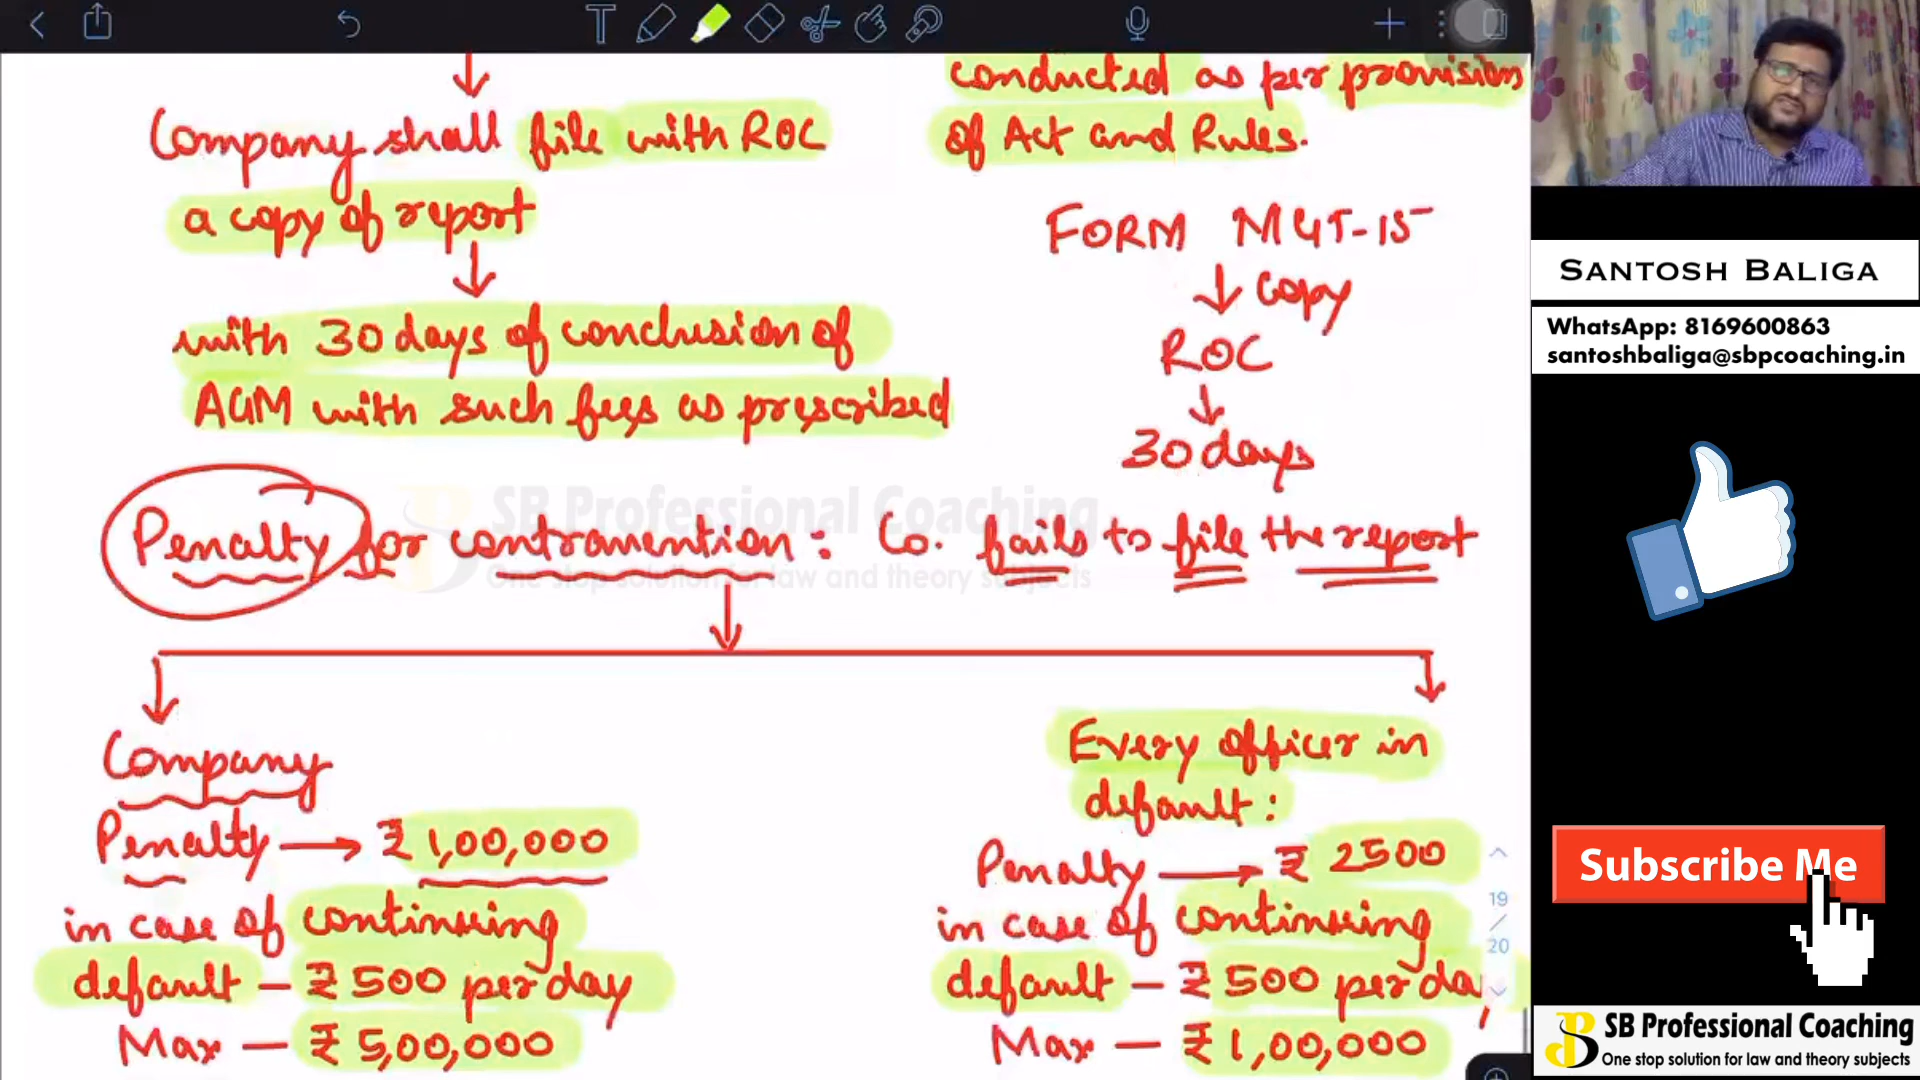 Company shall file with ROC
a copy of report
with 30 days of conclusion of
AGM with such fees as prescribed
conducted as per provision
of Act and Rules.
FORM MGT-15
copy
ROC
30 days
SB Professional Coaching
One stop solution for law and theory subjects
Penalty for contravention : Co. fails to file the report
Company
Penalty → ₹ 1,00,000
in case of continuing
default – ₹ 500 per day
Max – ₹ 5,00,000
Every officer in
default :
Penalty → ₹ 2500
in case of continuing
default – ₹ 500 per da
Max – ₹ 1,00,000
19
/
20
SANTOSH BALIGA
WhatsApp: 8169600863
santoshbaliga@sbpcoaching.in
Subscribe Me
SB Professional Coaching
One stop solution for law and theory subjects